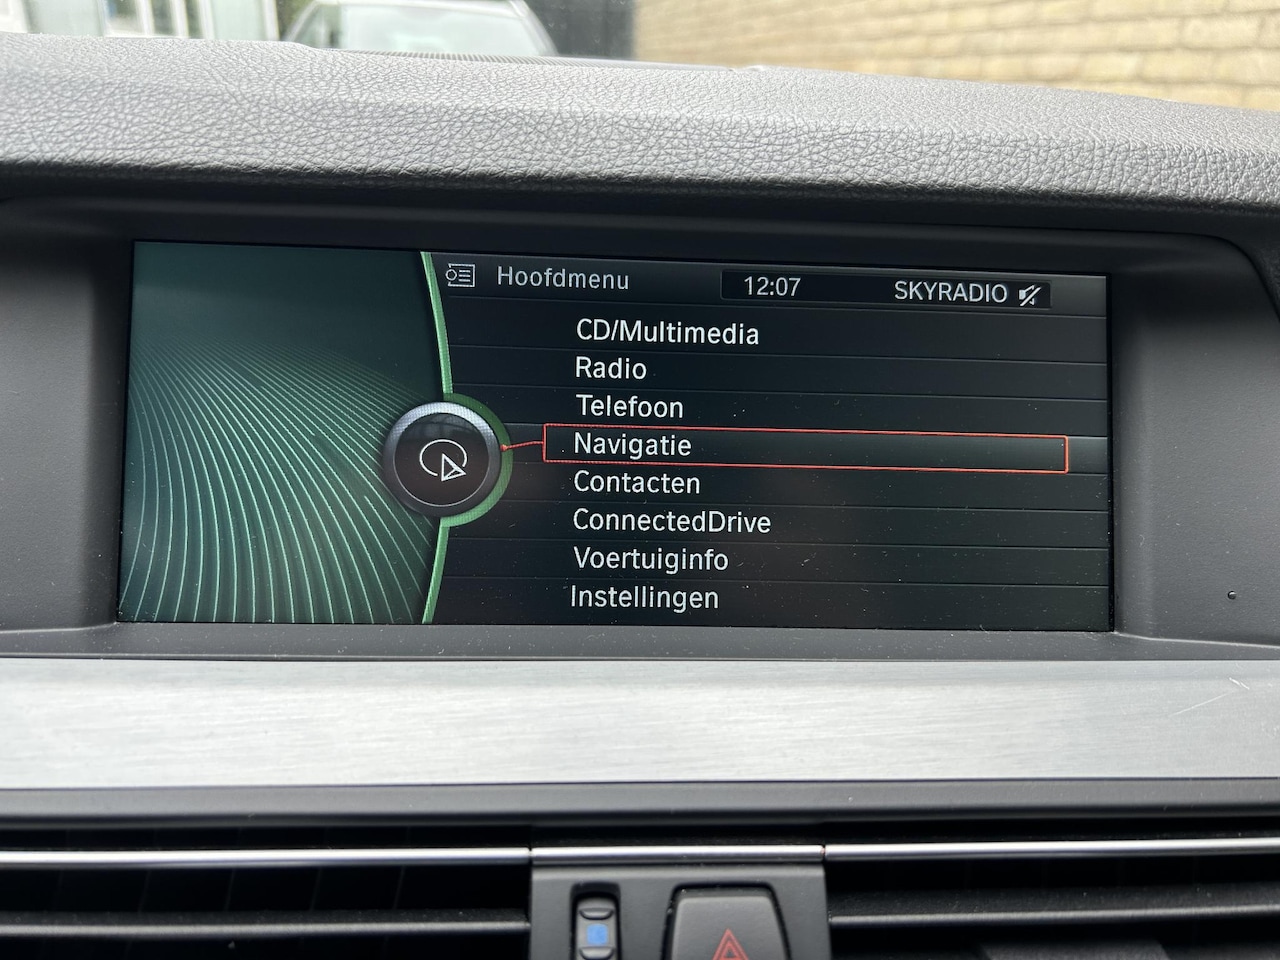 Hoofdmenu 12:07 SKYRADIO
CD/Multimedia
Radio
Telefoon
Navigatie
Contacten
ConnectedDrive
Voertuiginfo
Instellingen